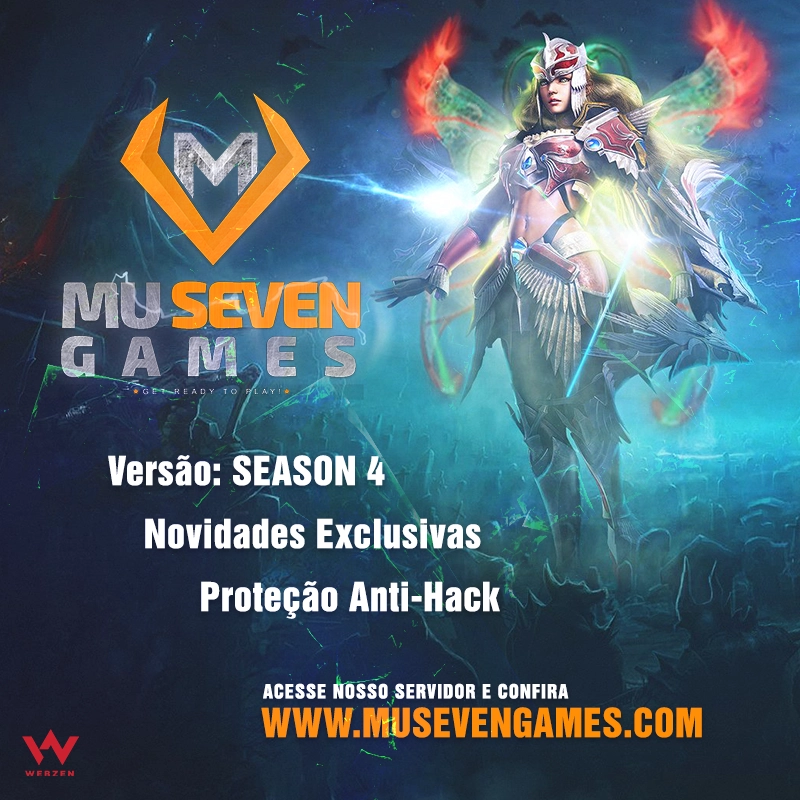 M
MU SEVEN
GAMES
GET READY TO PLAY!
Versão: SEASON 4
Novidades Exclusivas
Proteção Anti-Hack
ACESSE NOSSO SERVIDOR E CONFIRA
WWW.MUSEVENGAMES.COM
WEBZEN